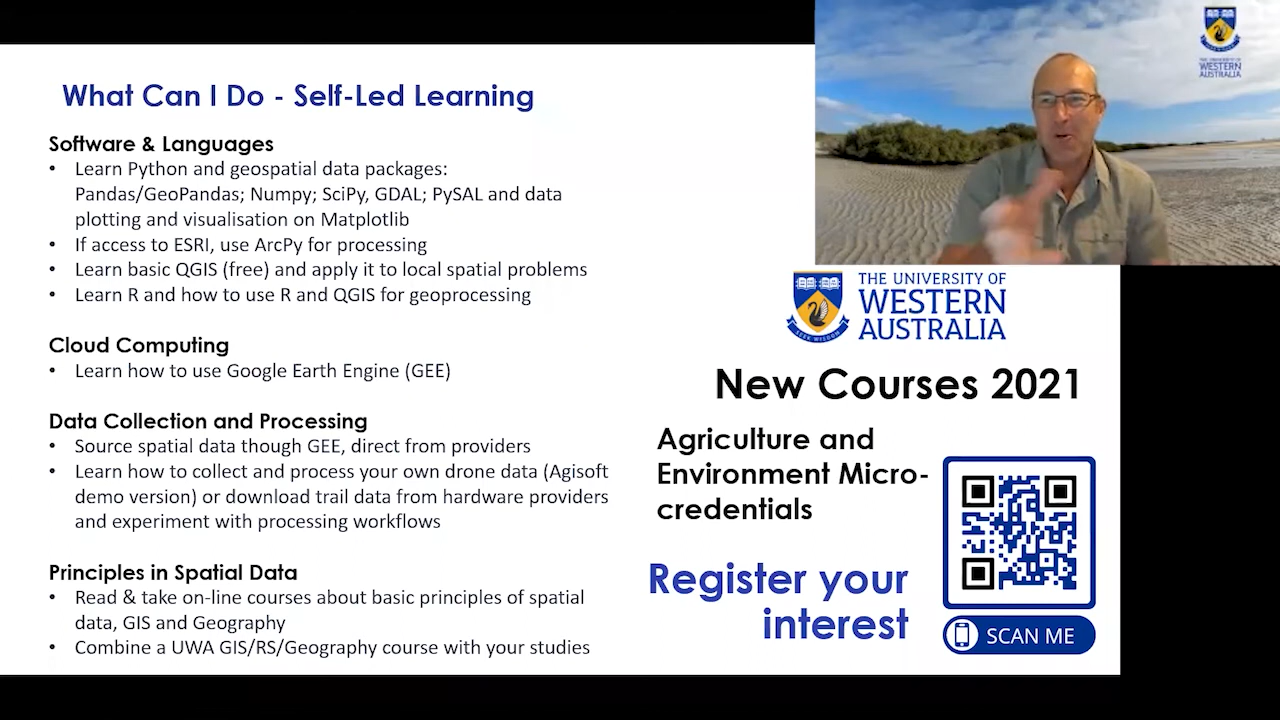 What Can I Do - Self-Led Learning
Software & Languages
• Learn Python and geospatial data packages:
Pandas/GeoPandas; Numpy; SciPy, GDAL; PySAL and data
plotting and visualisation on Matplotlib
• If access to ESRI, use ArcPy for processing
• Learn basic QGIS (free) and apply it to local spatial problems
• Learn R and how to use R and QGIS for geoprocessing
Cloud Computing
• Learn how to use Google Earth Engine (GEE)
Data Collection and Processing
• Source spatial data though GEE, direct from providers
• Learn how to collect and process your own drone data (Agisoft
demo version) or download trail data from hardware providers
and experiment with processing workflows
Principles in Spatial Data
• Read & take on-line courses about basic principles of spatial
data, GIS and Geography
• Combine a UWA GIS/RS/Geography course with your studies
THE UNIVERSITY OF
WESTERN
AUSTRALIA
THE UNIVERSITY OF
WESTERN
AUSTRALIA
SEEK WISDOM
New Courses 2021
Agriculture and
Environment Micro-
credentials
Register your
interest
SCAN ME